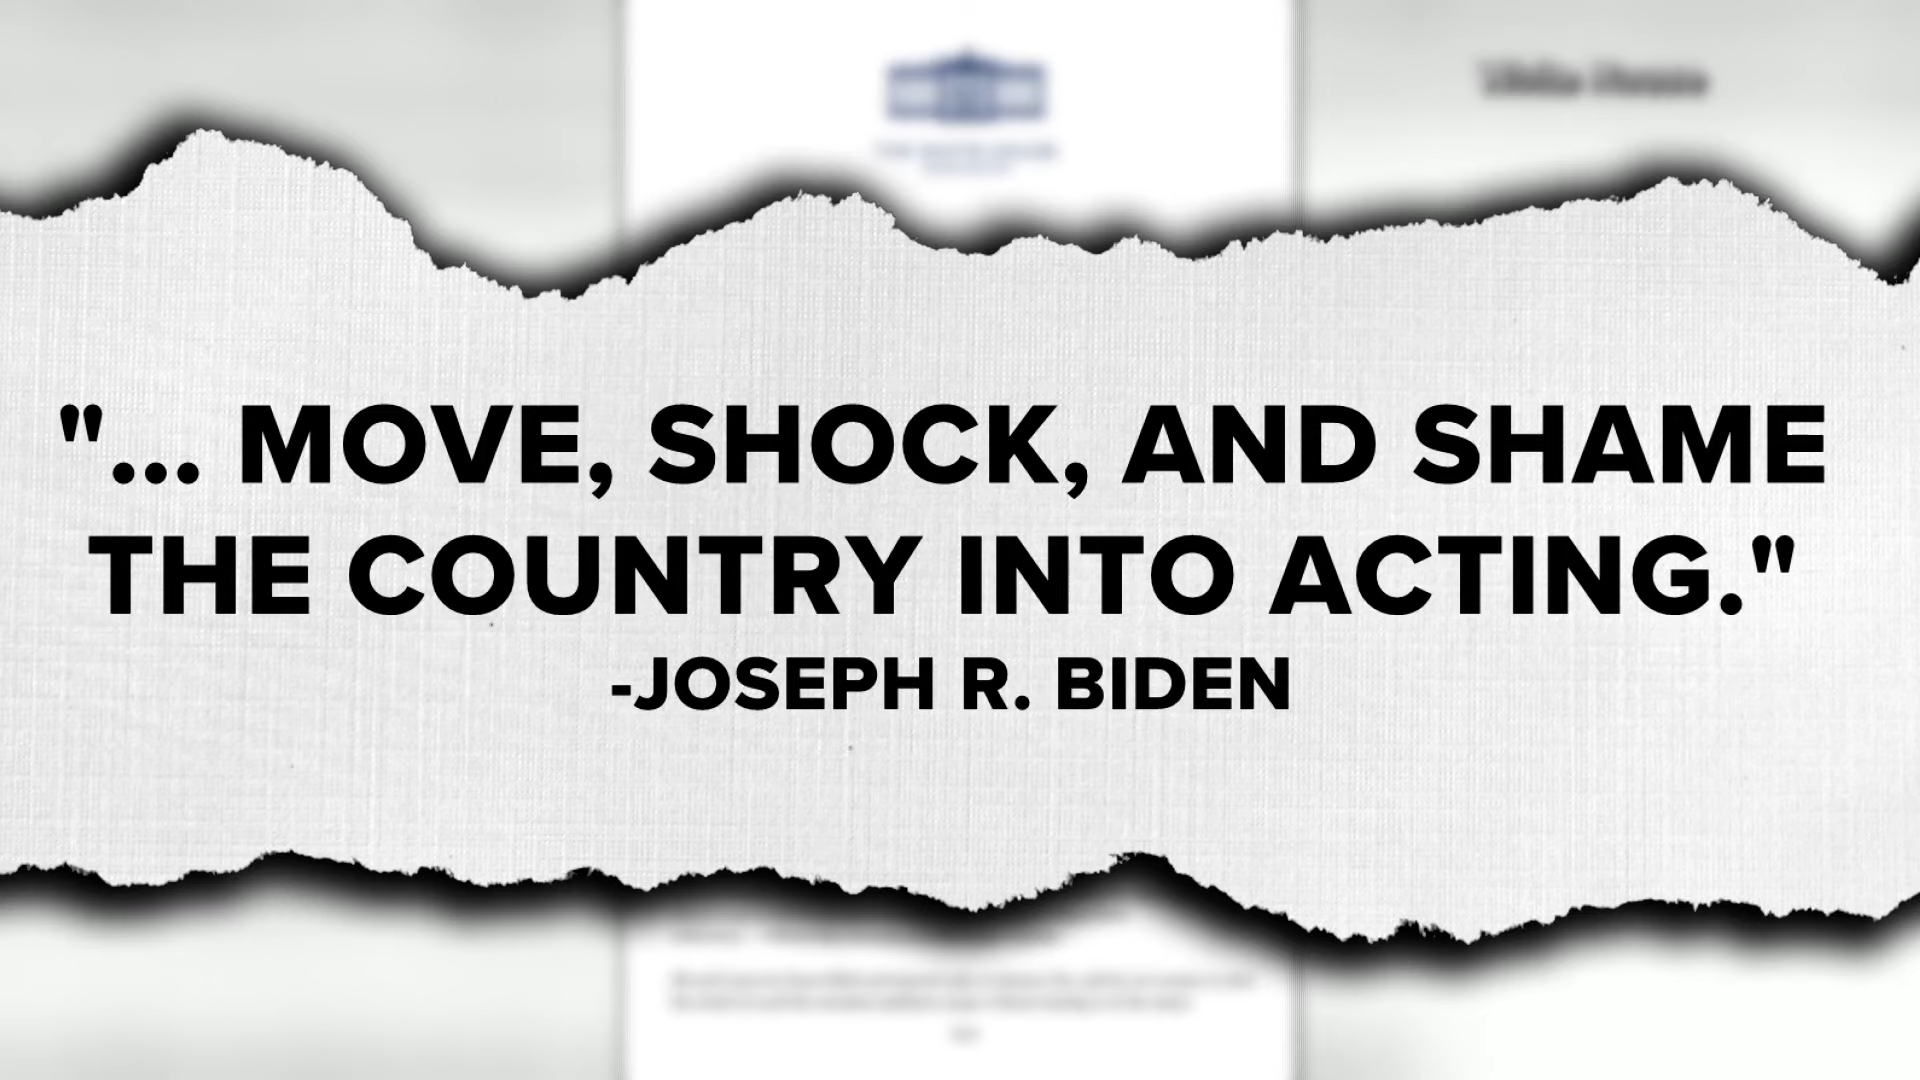 "... MOVE, SHOCK, AND SHAME
THE COUNTRY INTO ACTING."
-JOSEPH R. BIDEN